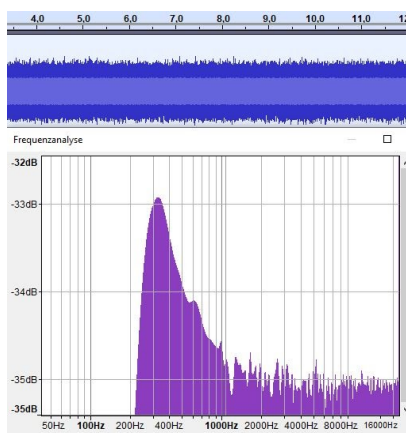 4,0 5,0 6,0 7,0 8,0 9,0 10,0 11,0 12
Frequenzanalyse
-32dB
-33dB
-34dB
-35dB
-35dB
50Hz 100Hz 200Hz 400Hz 1000Hz 2000Hz 4000Hz 8000Hz 16000Hz